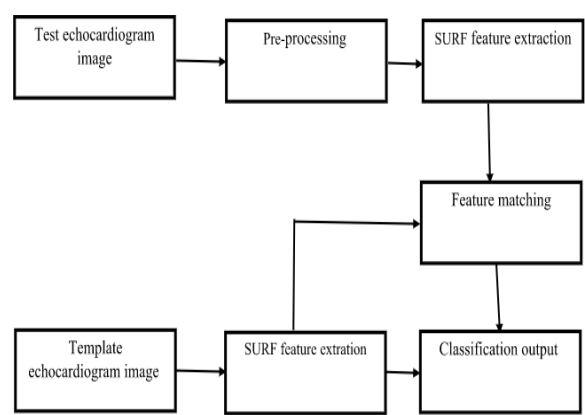 Test echocardiogram
image
Pre-processing
SURF feature extraction
Feature matching
Template
echocardiogram image
SURF feature extration
Classification output